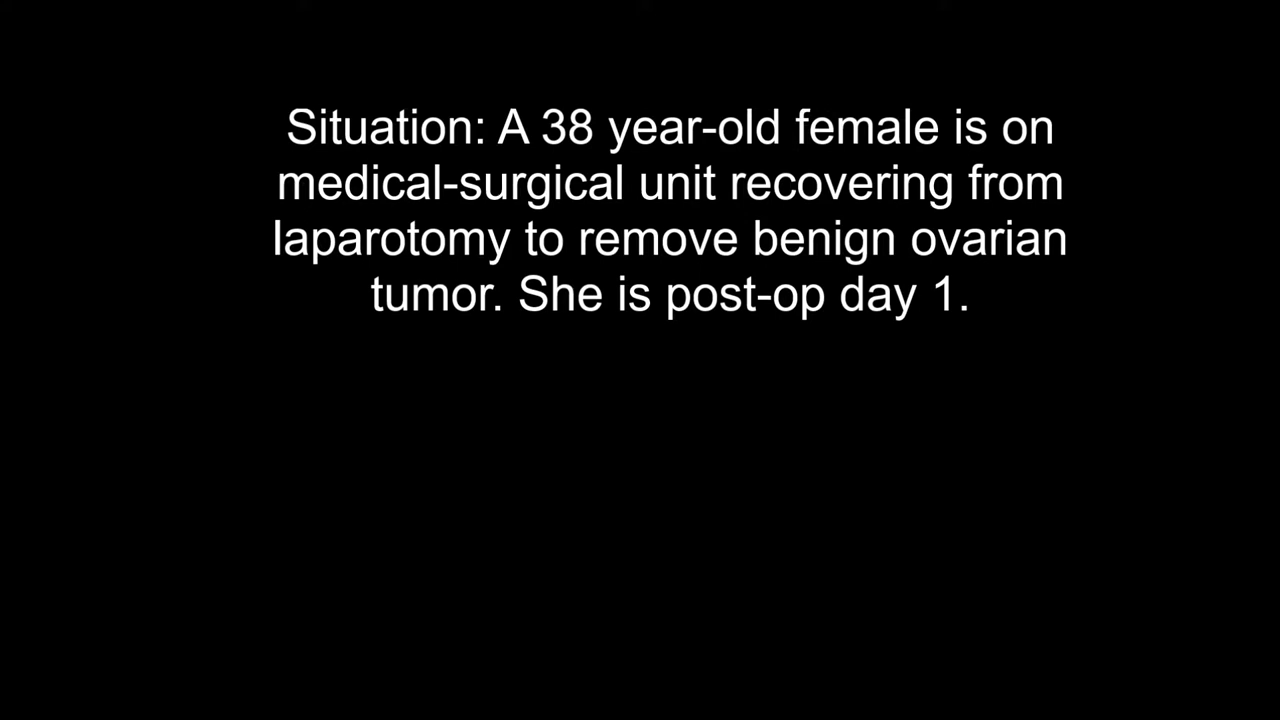 Situation: A 38 year-old female is on
medical-surgical unit recovering from
laparotomy to remove benign ovarian
tumor. She is post-op day 1.